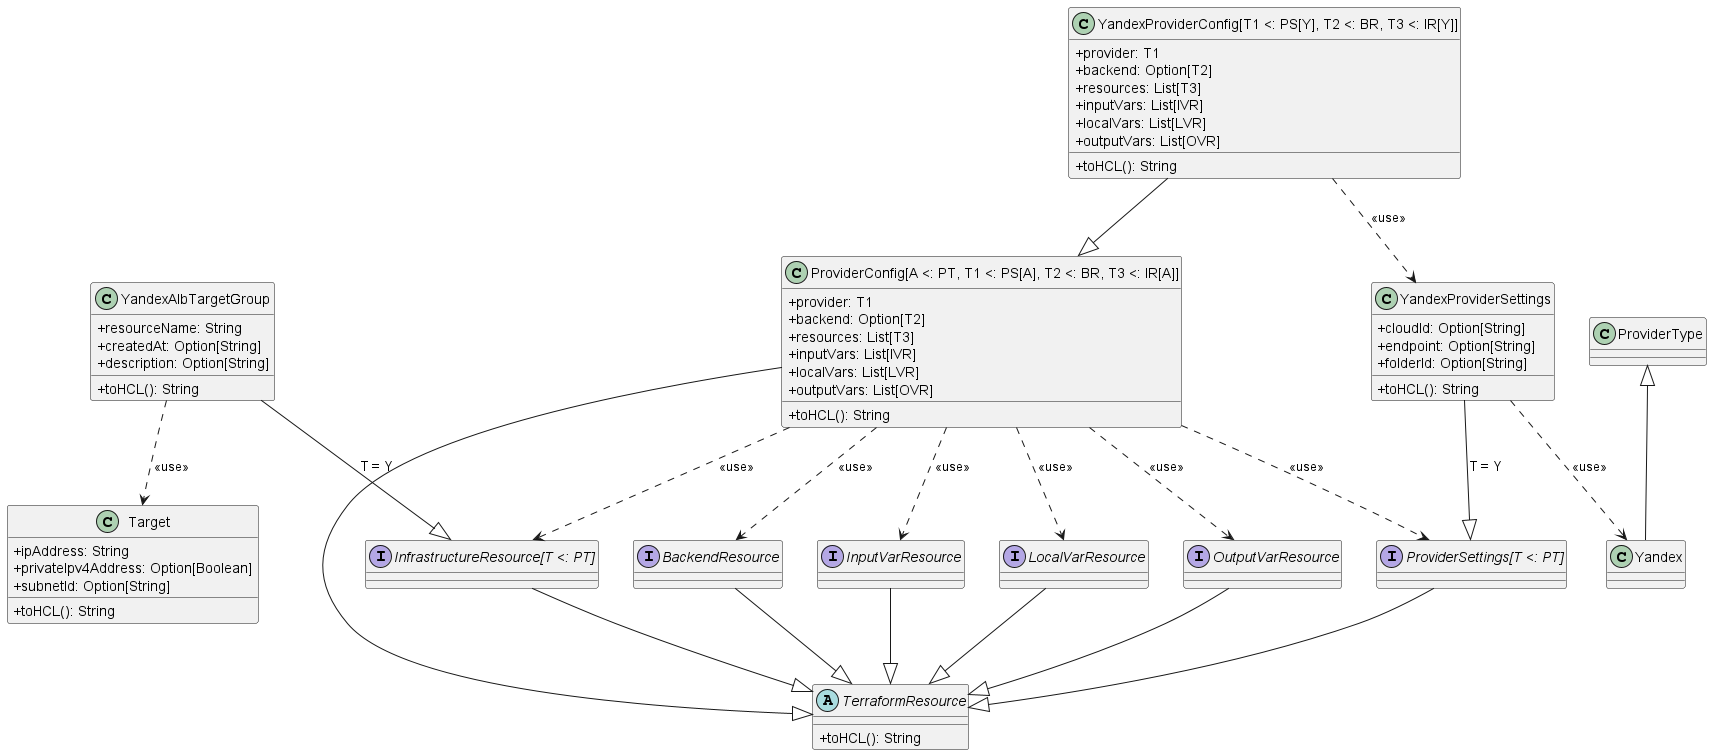 C YandexProviderConfig[T1 <: PS[Y], T2 <: BR, T3 <: IR[Y]]
+provider: T1
+backend: Option[T2]
+resources: List[T3]
+inputVars: List[IVR]
+localVars: List[LVR]
+outputVars: List[OVR]
+toHCL(): String
«use»
C ProviderConfig[A <: PT, T1 <: PS[A], T2 <: BR, T3 <: IR[A]]
+provider: T1
+backend: Option[T2]
+resources: List[T3]
+inputVars: List[IVR]
+localVars: List[LVR]
+outputVars: List[OVR]
+toHCL(): String
C YandexAlbTargetGroup
+resourceName: String
+createdAt: Option[String]
+description: Option[String]
+toHCL(): String
C YandexProviderSettings
+cloudId: Option[String]
+endpoint: Option[String]
+folderId: Option[String]
+toHCL(): String
C ProviderType
«use»
T = Y
«use»
«use»
«use»
«use»
«use»
«use»
T = Y
«use»
C Target
+ipAddress: String
+privateIpv4Address: Option[Boolean]
+subnetId: Option[String]
+toHCL(): String
I InfrastructureResource[T <: PT]
I BackendResource
I InputVarResource
I LocalVarResource
I OutputVarResource
I ProviderSettings[T <: PT]
C Yandex
A TerraformResource
+toHCL(): String